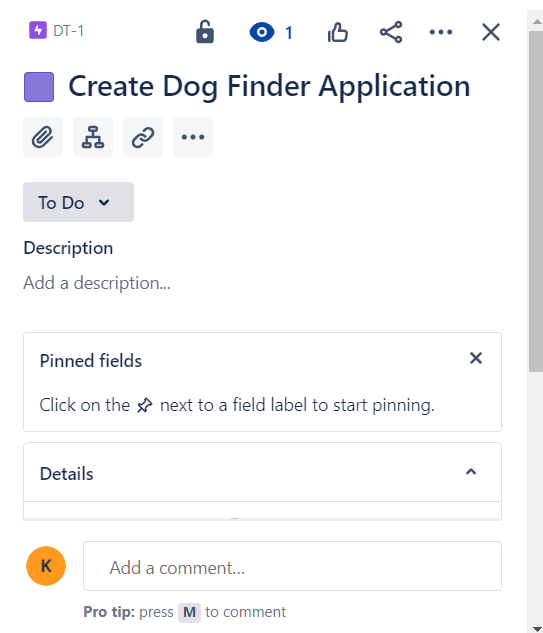 DT-1
1
Create Dog Finder Application
To Do
Description
Add a description...
Pinned fields
Click on the next to a field label to start pinning.
Details
K
Add a comment...
Pro tip: press M to comment